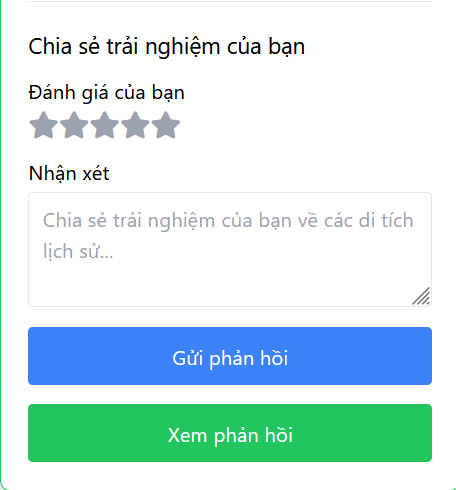 Chia sẻ trải nghiệm của bạn
Đánh giá của bạn
Nhận xét
Chia sẻ trải nghiệm của bạn về các di tích
lịch sử...
Gửi phản hồi
Xem phản hồi